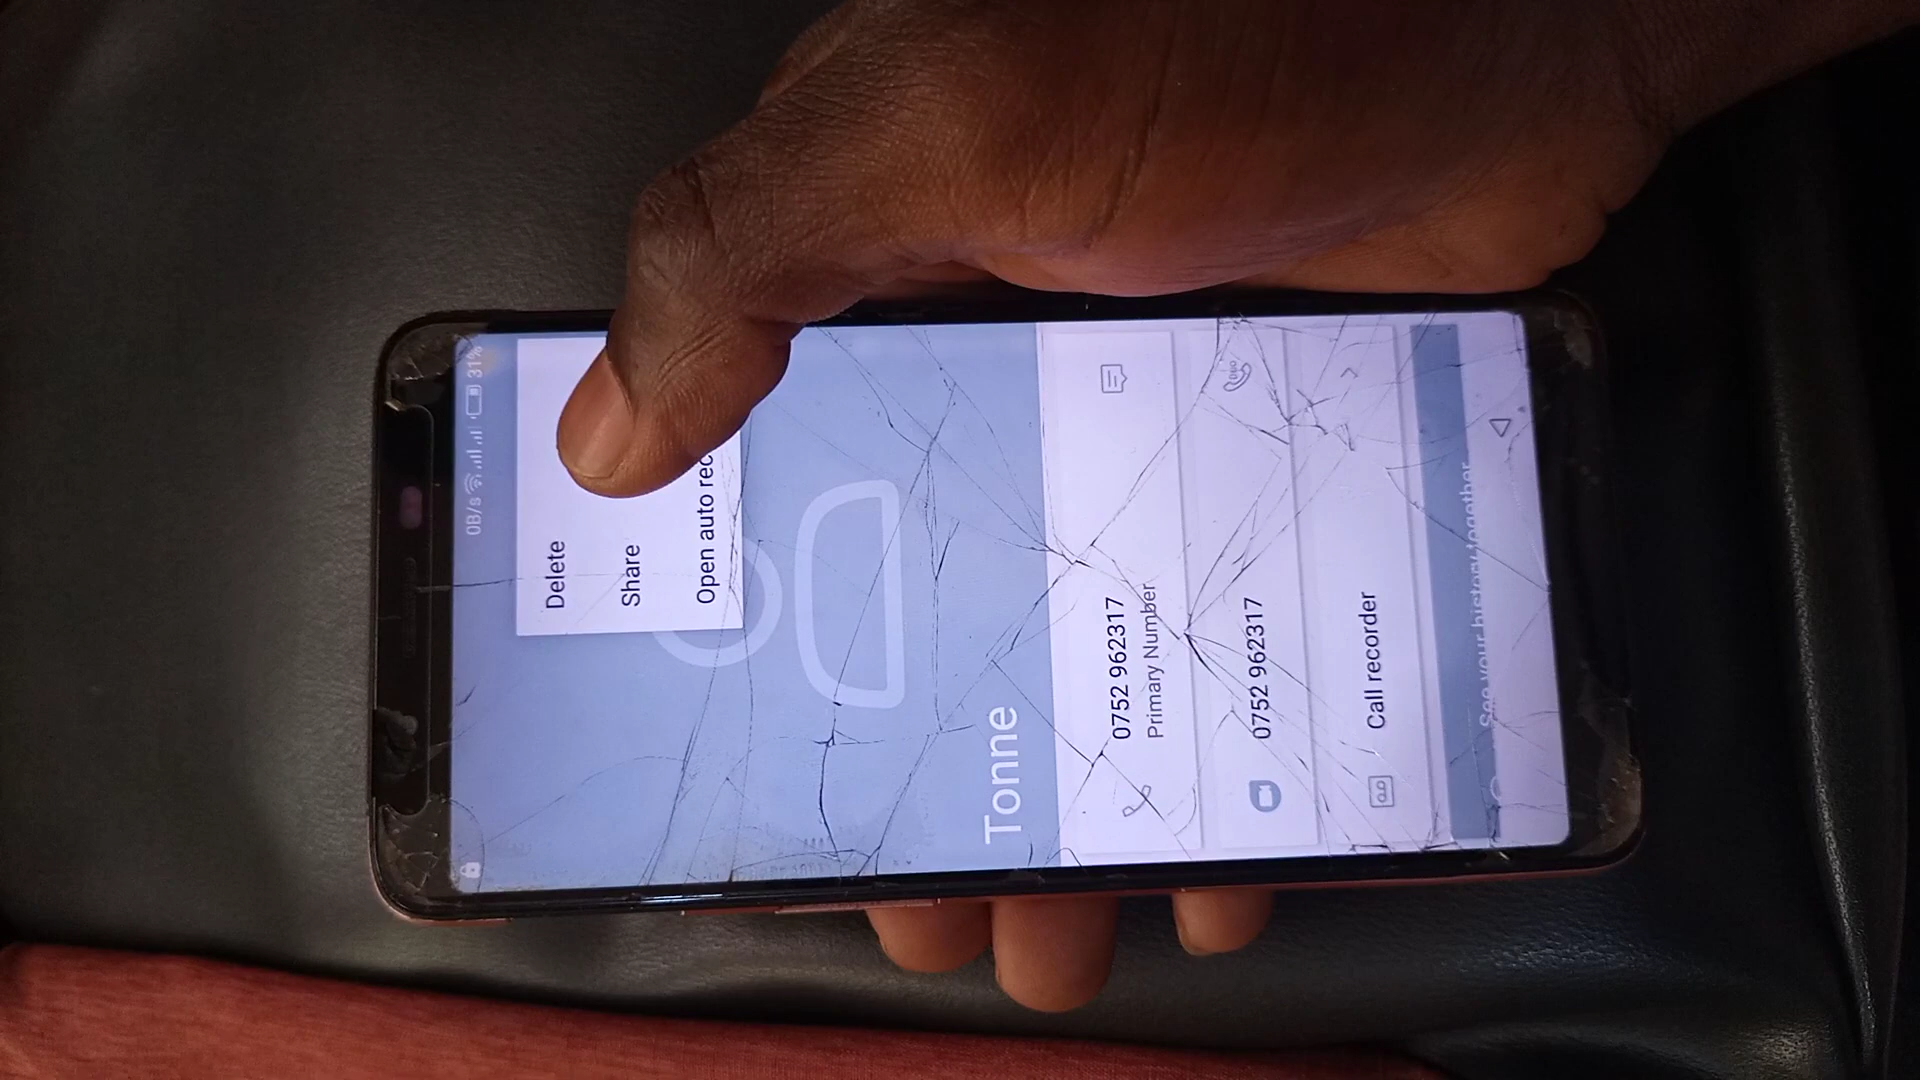 0B/s 31%
Delete
Share
Open auto rec
Tonne
0752 962317
Primary Number
0752 962317
Call recorder
See your history together